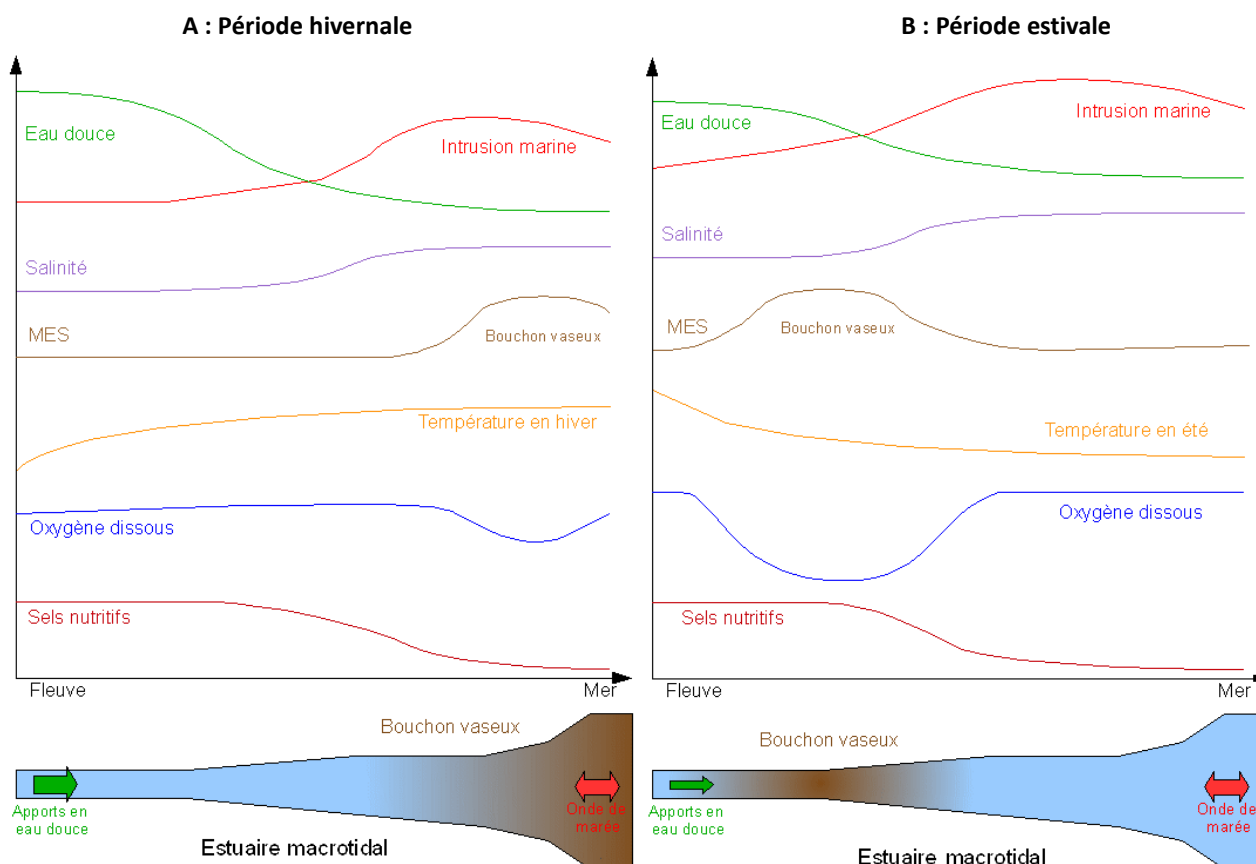 A : Période hivernale
Eau douce
Intrusion marine
Salinité
MES
Bouchon vaseux
Température en hiver
Oxygène dissous
Sels nutritifs
Fleuve
Mer
Bouchon vaseux
Apports en
eau douce
Onde de
marée
Estuaire macrotidal
B : Période estivale
Eau douce
Intrusion marine
Salinité
MES
Bouchon vaseux
Température en été
Oxygène dissous
Sels nutritifs
Fleuve
Mer
Bouchon vaseux
Apports en
eau douce
Onde de
marée
Estuaire macrotidal